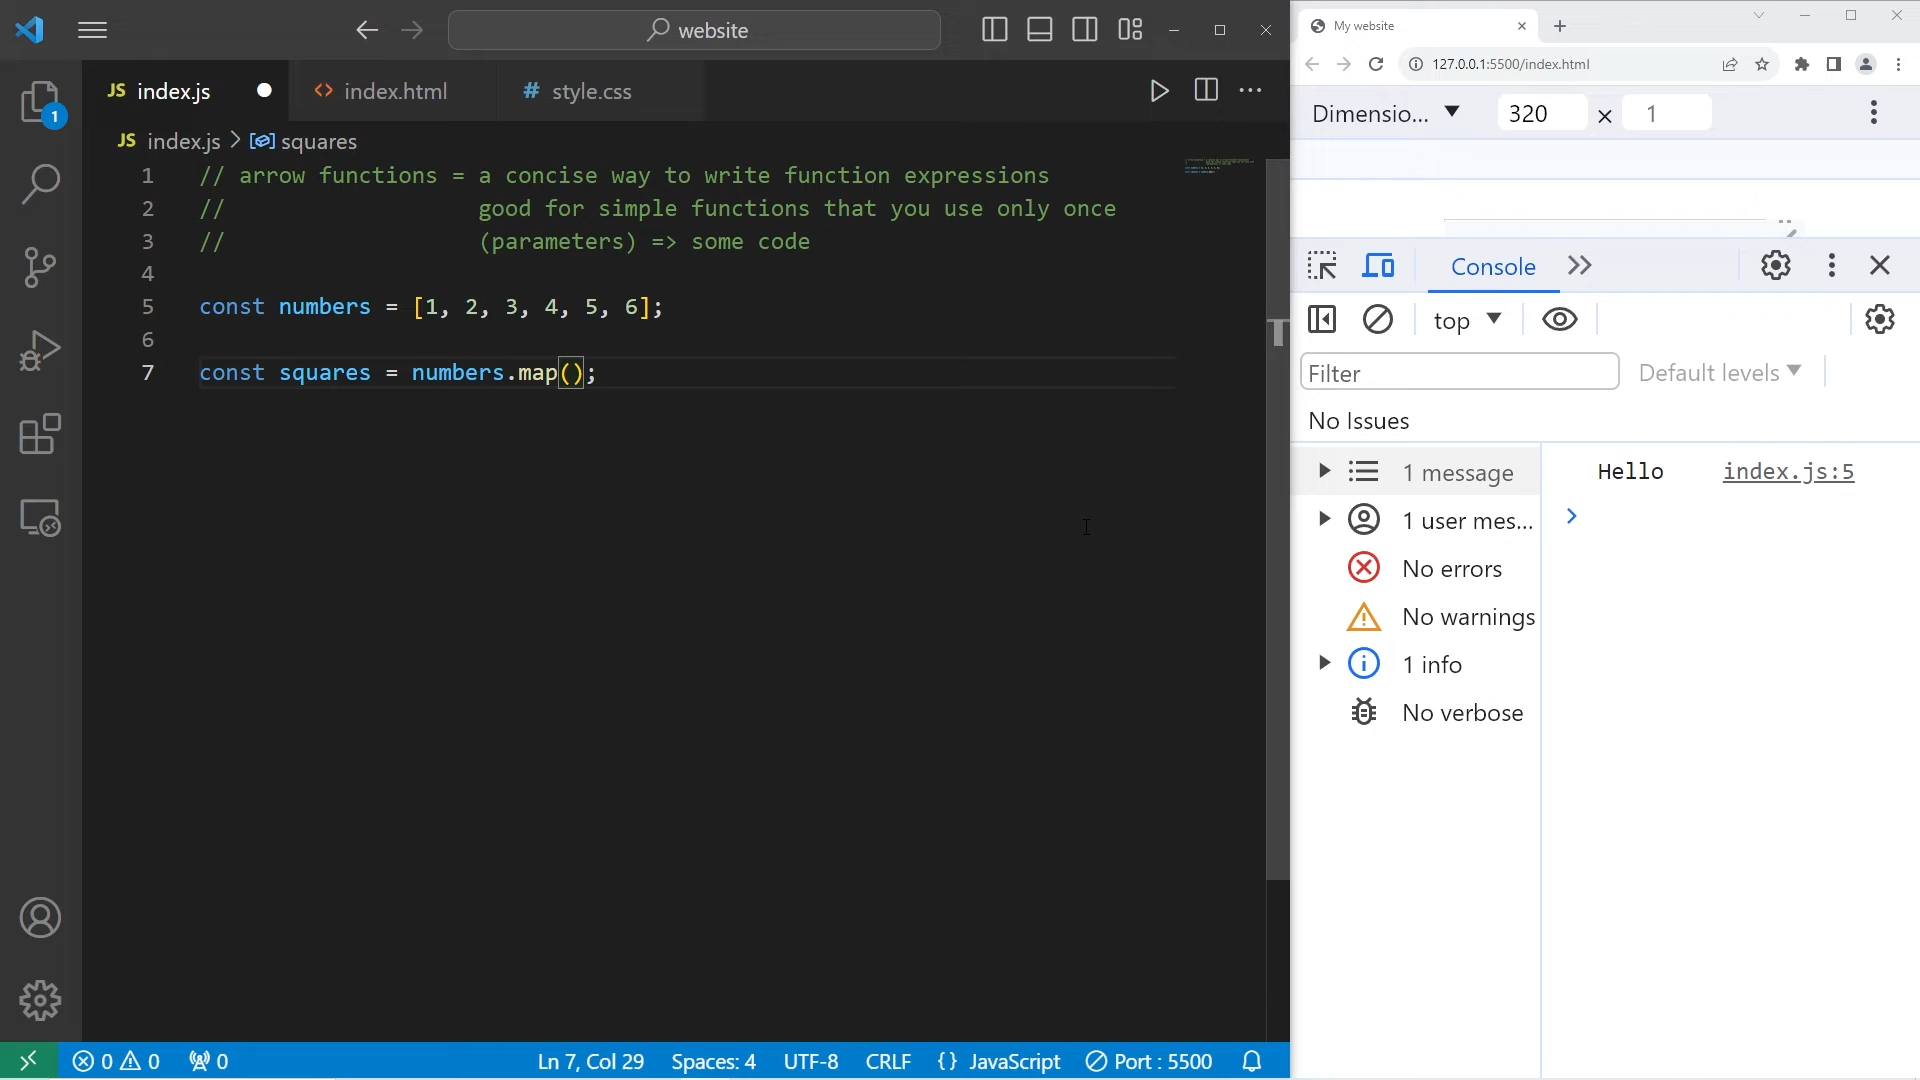 website
JS index.js
<> index.html
# style.css
JS index.js > squares
1 // arrow functions = a concise way to write function expressions
2 // good for simple functions that you use only once
3 // (parameters) => some code
4
5 const numbers = [1, 2, 3, 4, 5, 6];
6
7 const squares = numbers.map();
1
0 0 0
Ln 7, Col 29
Spaces: 4
UTF-8
CRLF
{ } JavaScript
Port : 5500
My website
127.0.0.1:5500/index.html
Dimensio... 320 × 1
Console
top
Filter
Default levels
No Issues
1 message
1 user mes...
No errors
No warnings
1 info
No verbose
Hello index.js:5